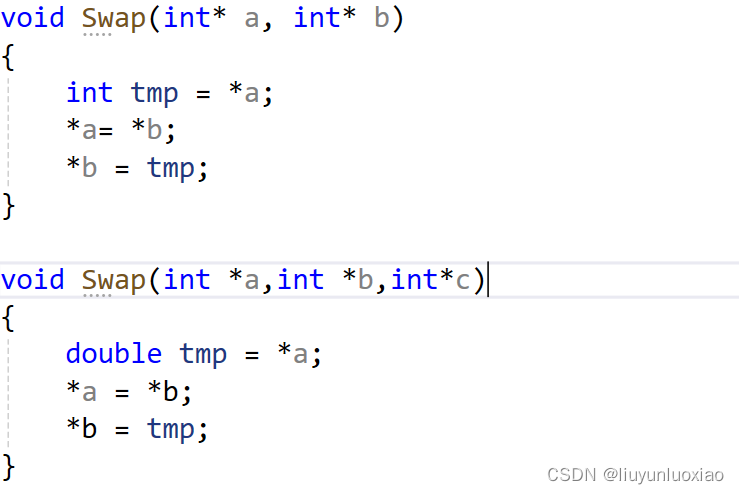 void Swap(int* a, int* b)
{
    int tmp = *a;
    *a= *b;
    *b = tmp;
}
void Swap(int *a,int *b,int*c)
{
    double tmp = *a;
    *a = *b;
    *b = tmp;
}
CSDN @liuyunluoxiao